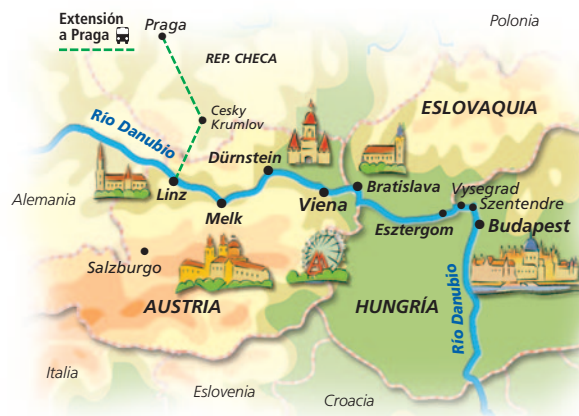 Extensión
a Praga
Praga
Polonia
REP. CHECA
Cesky
Krumlov
ESLOVAQUIA
Río Danubio
Dürnstein
Alemania
Linz
Melk
Viena
Bratislava
Vysegrad
Szentendre
Esztergom
Budapest
Salzburgo
AUSTRIA
HUNGRÍA
Río Danubio
Italia
Eslovenia
Croacia